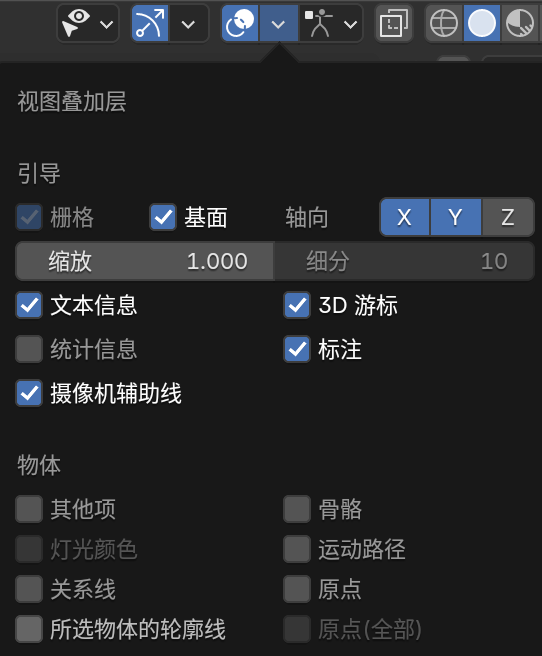 视图叠加层
引导
栅格 基面 轴向 X Y Z
缩放 1.000 细分 10
文本信息 3D 游标
统计信息 标注
摄像机辅助线
物体
其他项 骨骼
灯光颜色 运动路径
关系线 原点
所选物体的轮廓线 原点(全部)